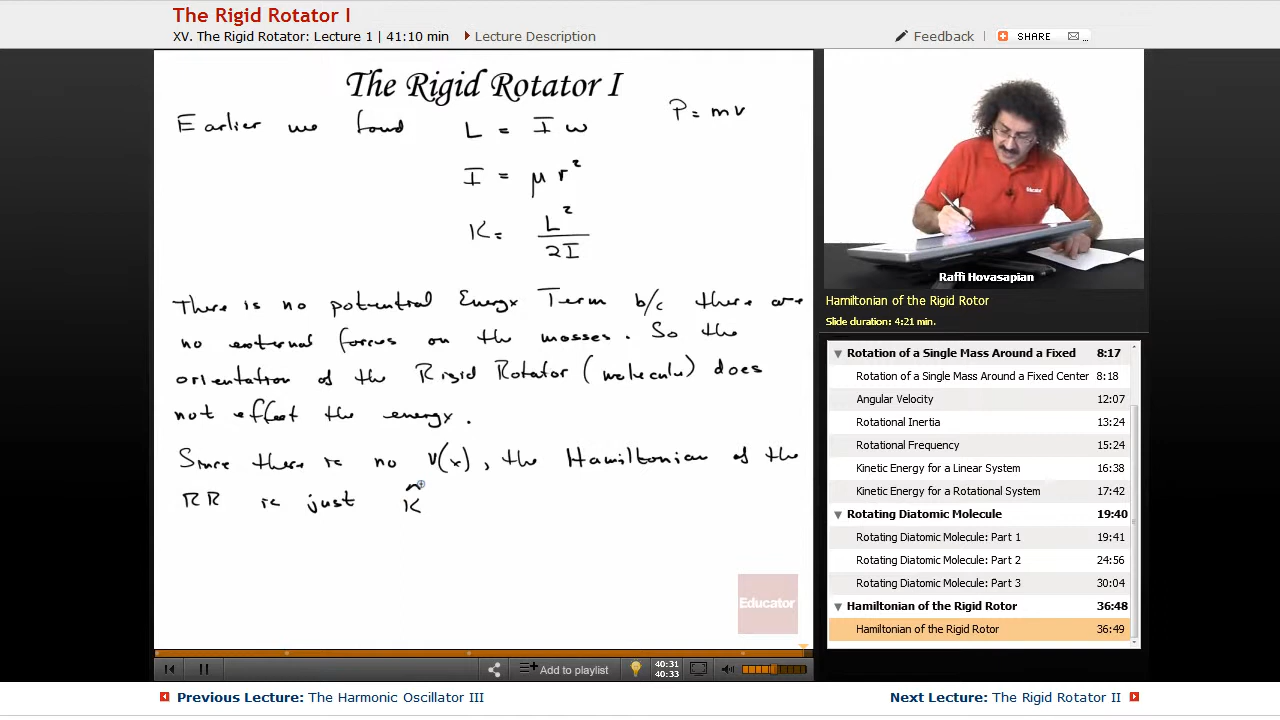 The Rigid Rotator I
XV. The Rigid Rotator: Lecture 1 | 41:10 min
Lecture Description
Feedback
SHARE
The Rigid Rotator I
Earlier we found L = I ω
P = mv
I = μ r²
K = L² / 2I
There is no potential Energy Term b/c there are
no external forces on the masses. So the
orientation of the Rigid Rotator (molecule) does
not effect the energy.
Since there is no V(x), the Hamiltonian of the
RR is just K̂
Educator
Raffi Hovasapian
Hamiltonian of the Rigid Rotor
Slide duration: 4:21 min.
Rotation of a Single Mass Around a Fixed 8:17
Rotation of a Single Mass Around a Fixed Center 8:18
Angular Velocity 12:07
Rotational Inertia 13:24
Rotational Frequency 15:24
Kinetic Energy for a Linear System 16:38
Kinetic Energy for a Rotational System 17:42
Rotating Diatomic Molecule 19:40
Rotating Diatomic Molecule: Part 1 19:41
Rotating Diatomic Molecule: Part 2 24:56
Rotating Diatomic Molecule: Part 3 30:04
Hamiltonian of the Rigid Rotor 36:48
Hamiltonian of the Rigid Rotor 36:49
Add to playlist
40:31
40:33
Previous Lecture: The Harmonic Oscillator III
Next Lecture: The Rigid Rotator II